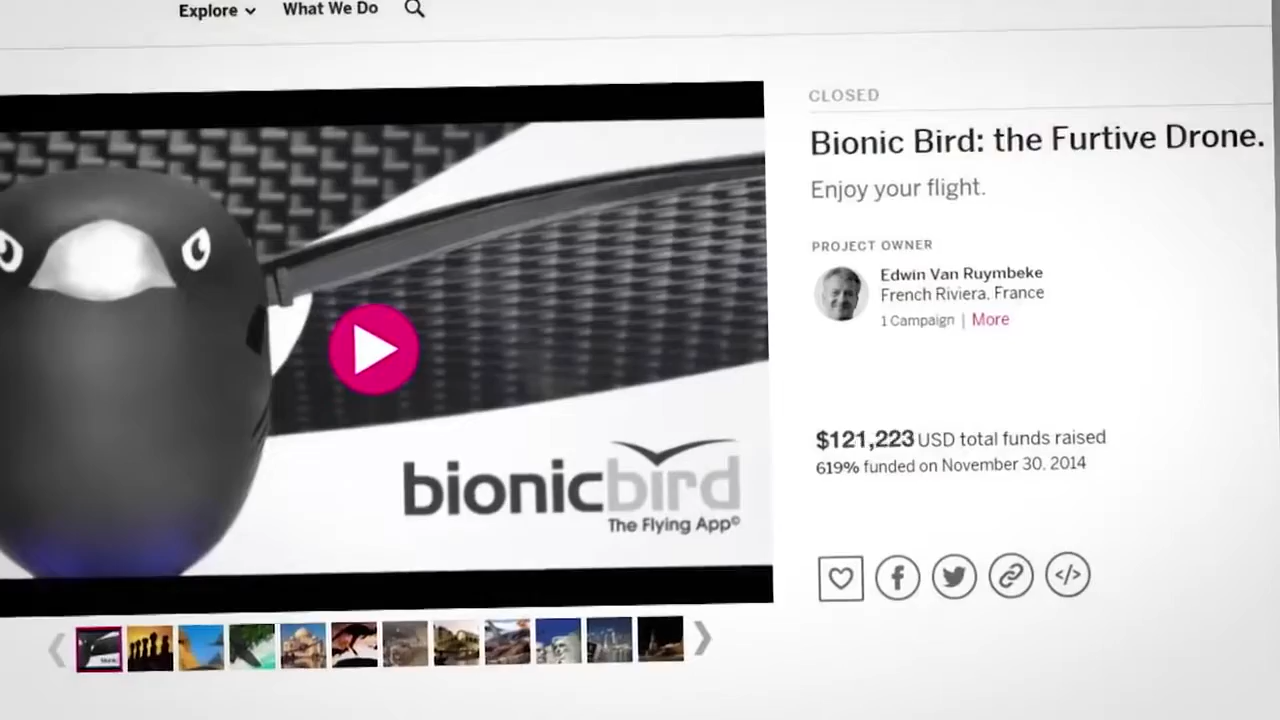 Explore
What We Do
CLOSED
Bionic Bird: the Furtive Drone.
Enjoy your flight.
PROJECT OWNER
Edwin Van Ruymbeke
French Riviera, France
1 Campaign | More
$121,223 USD total funds raised
619% funded on November 30, 2014
bionicbird
The Flying App©